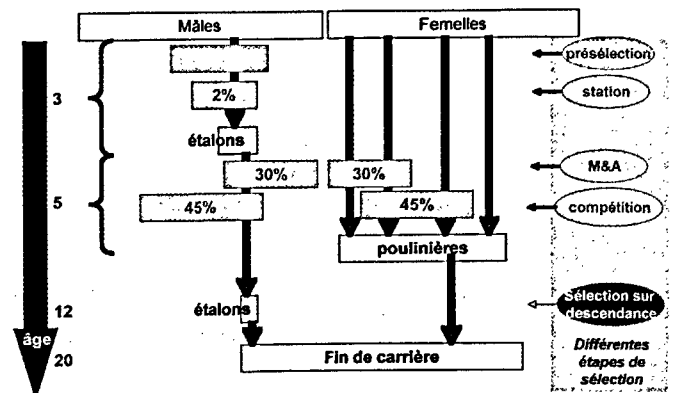 Mâles
Femelles
présélection
3
2%
station
étalons
30%
30%
M&A
5
45%
45%
compétition
poulinières
étalons
12
Sélection sur
descendance
âge
20
Fin de carrière
Différentes
étapes de
sélection